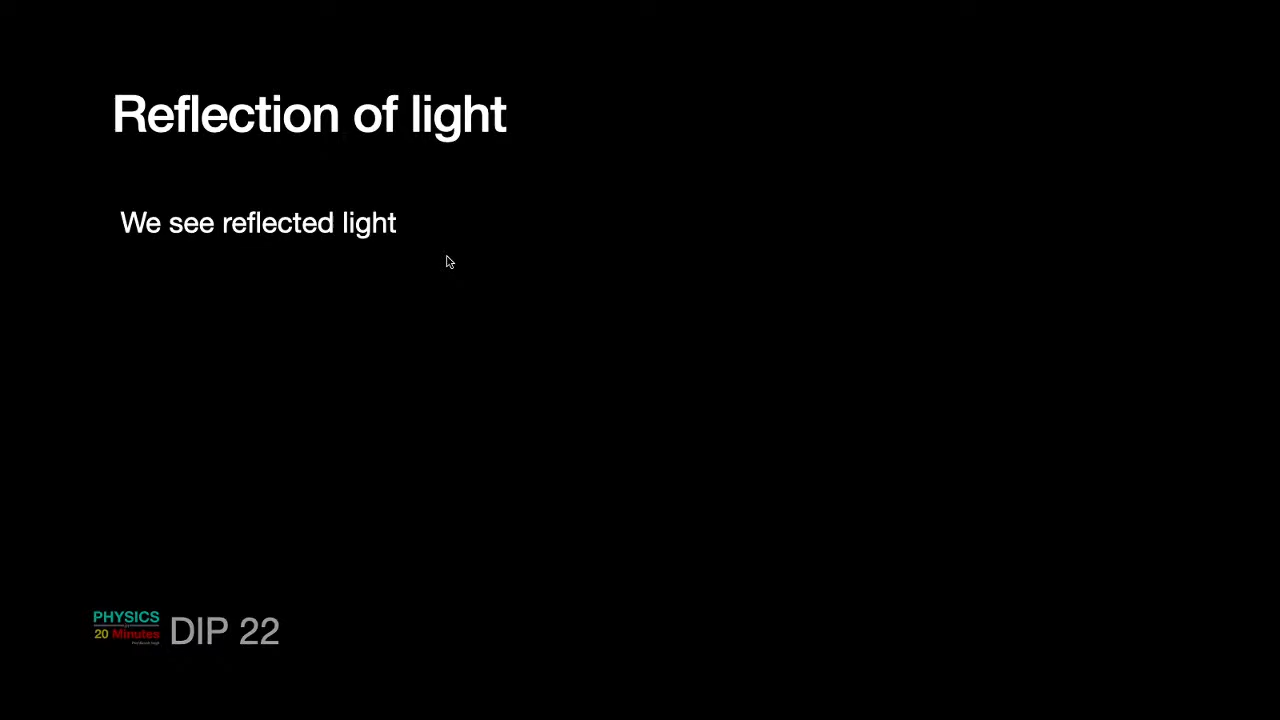 Reflection of light
We see reflected light
PHYSICS
20 Minutes
DIP 22